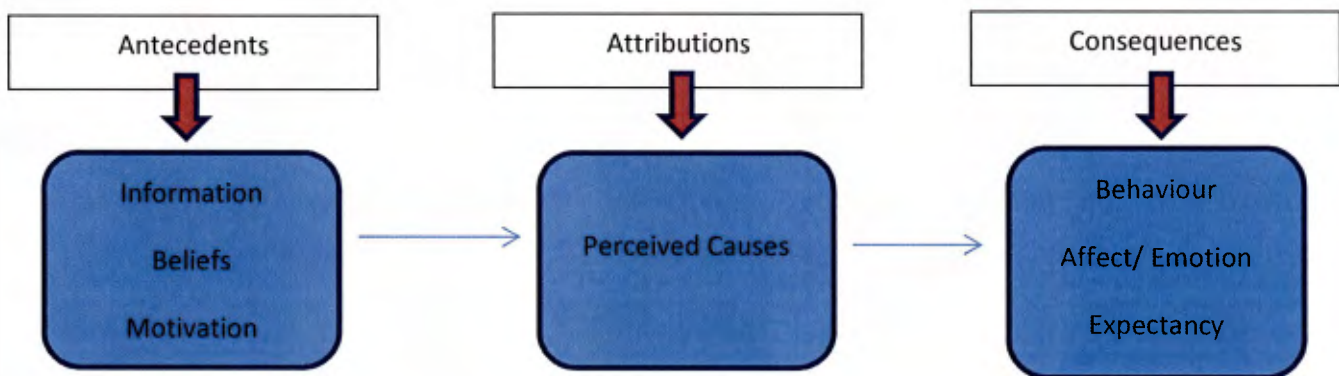 Antecedents
Attributions
Consequences
Information
Beliefs
Motivation
Perceived Causes
Behaviour
Affect/ Emotion
Expectancy